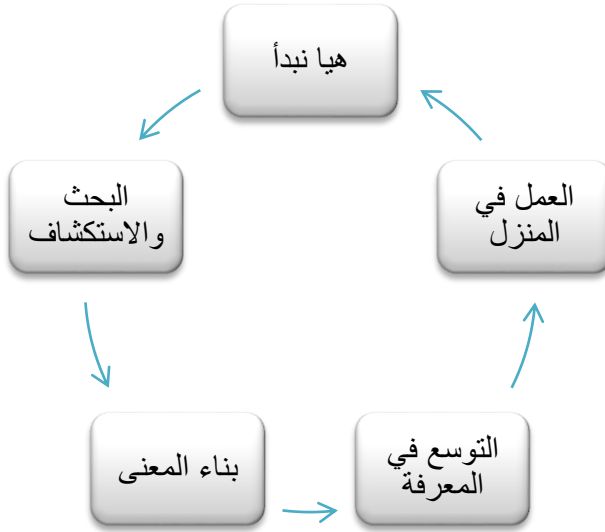 هيا نبدأ
البحث
والاستكشاف
بناء المعنى
التوسع في
المعرفة
العمل في
المنزل